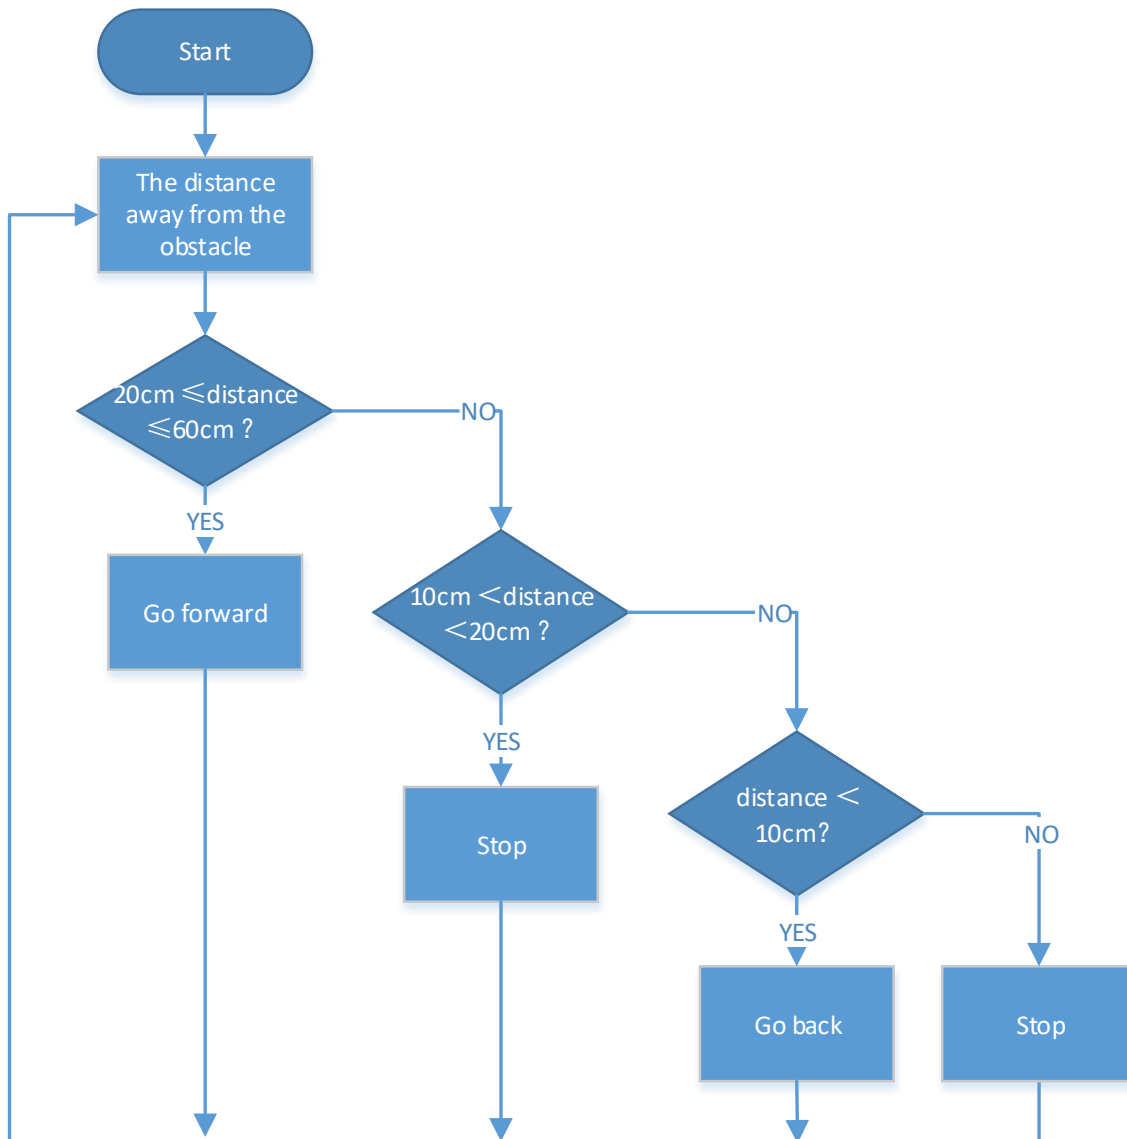 Start
The distance
away from the
obstacle
20cm ≤distance
≤60cm ?
NO
YES
Go forward
10cm <distance
<20cm ?
NO
YES
Stop
distance <
10cm?
NO
YES
Go back
Stop